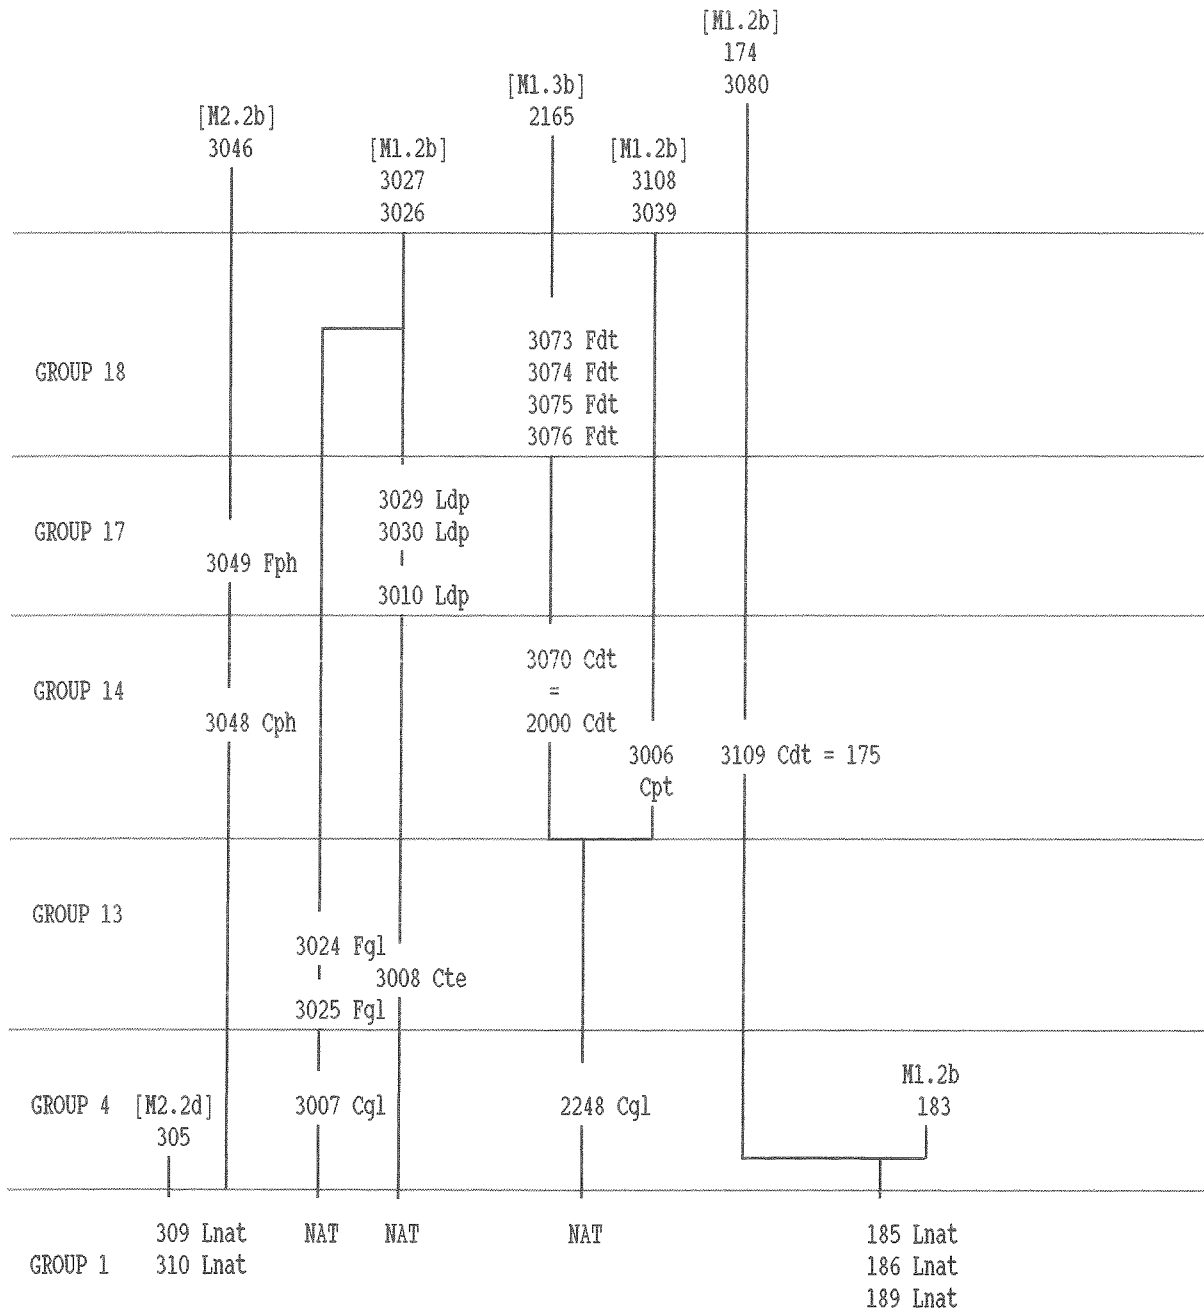 [M1.2b]
174
[M1.3b] 3080
[M2.2b] 2165
3046 [M1.2b] [M1.2b]
3027 3108
3026 3039
3073 Fdt
GROUP 18 3074 Fdt
3075 Fdt
3076 Fdt
3029 Ldp
GROUP 17 3030 Ldp
3049 Fph
3010 Ldp
3070 Cdt
GROUP 14 =
3048 Cph 2000 Cdt
3006 3109 Cdt = 175
Cpt
GROUP 13
3024 Fgl
3008 Cte
3025 Fgl
M1.2b
GROUP 4 [M2.2d] 3007 Cgl 2248 Cgl 183
305
309 Lnat NAT NAT NAT 185 Lnat
GROUP 1 310 Lnat 186 Lnat
189 Lnat